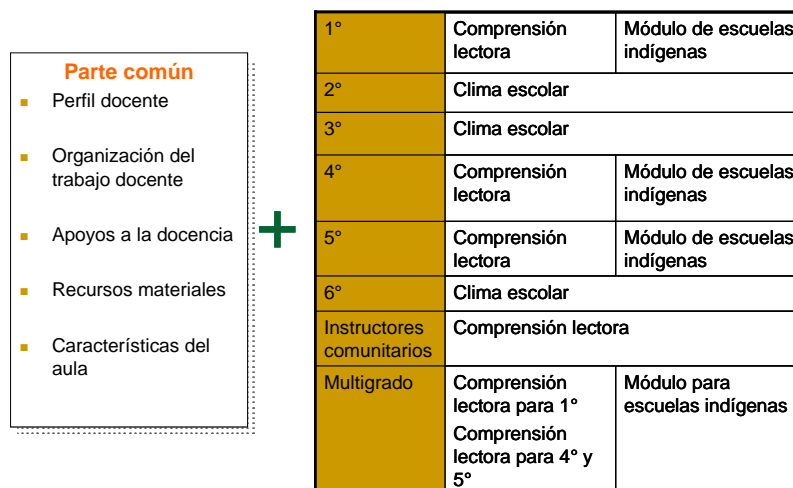 Parte común
Perfil docente
Organización del
trabajo docente
Apoyos a la docencia
Recursos materiales
Características del
aula
+
1°
Comprensión
lectora
Módulo de escuelas
indígenas
2°
Clima escolar
3°
Clima escolar
4°
Comprensión
lectora
Módulo de escuelas
indígenas
5°
Comprensión
lectora
Módulo de escuelas
indígenas
6°
Clima escolar
Instructores
comunitarios
Comprensión lectora
Multigrado
Comprensión
lectora para 1°
Comprensión
lectora para 4° y
5°
Módulo para
escuelas indígenas